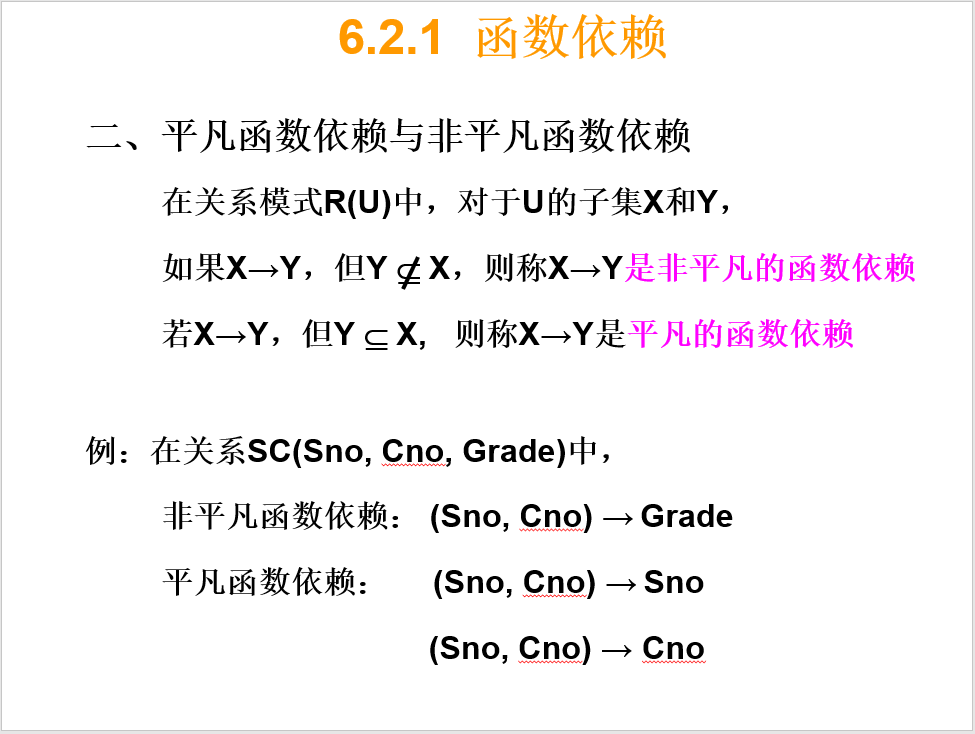 6.2.1 函数依赖
二、平凡函数依赖与非平凡函数依赖
在关系模式R(U)中，对于U的子集X和Y，
如果X→Y，但Y ⊈ X，则称X→Y是非平凡的函数依赖
若X→Y，但Y ⊆ X, 则称X→Y是平凡的函数依赖
例：在关系SC(Sno, Cno, Grade)中，
非平凡函数依赖： (Sno, Cno) → Grade
平凡函数依赖： (Sno, Cno) → Sno
(Sno, Cno) → Cno